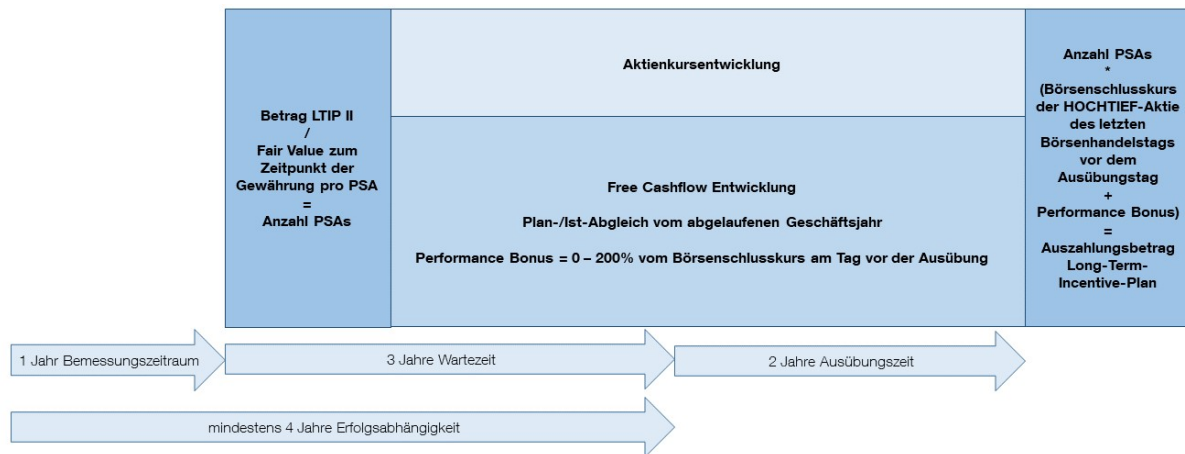 Betrag LTIP II
/
Fair Value zum
Zeitpunkt der
Gewährung pro PSA
=
Anzahl PSAs
Aktienkursentwicklung
Free Cashflow Entwicklung
Plan-/Ist-Abgleich vom abgelaufenen Geschäftsjahr
Performance Bonus = 0 – 200% vom Börsenschlusskurs am Tag vor der Ausübung
Anzahl PSAs
*
(Börsenschlusskurs
der HOCHTIEF-Aktie
des letzten
Börsenhandelstags
vor dem
Ausübungstag
+
Performance Bonus)
=
Auszahlungsbetrag
Long-Term-
Incentive-Plan
1 Jahr Bemessungszeitraum
3 Jahre Wartezeit
2 Jahre Ausübungszeit
mindestens 4 Jahre Erfolgsabhängigkeit